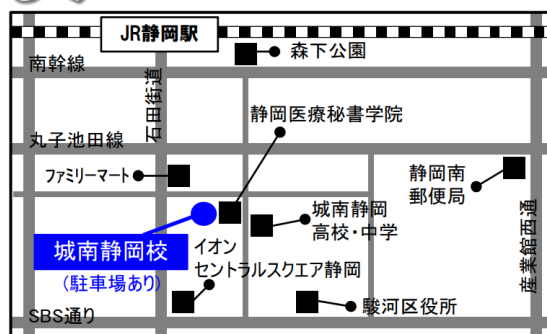 JR静岡駅
森下公園
南幹線
石田街道
静岡医療秘書学院
丸子池田線
ファミリーマート
静岡南
郵便局
城南静岡
高校・中学
城南静岡校
(駐車場あり)
イオン
セントラルスクエア静岡
産業館西通
駿河区役所
SBS通り